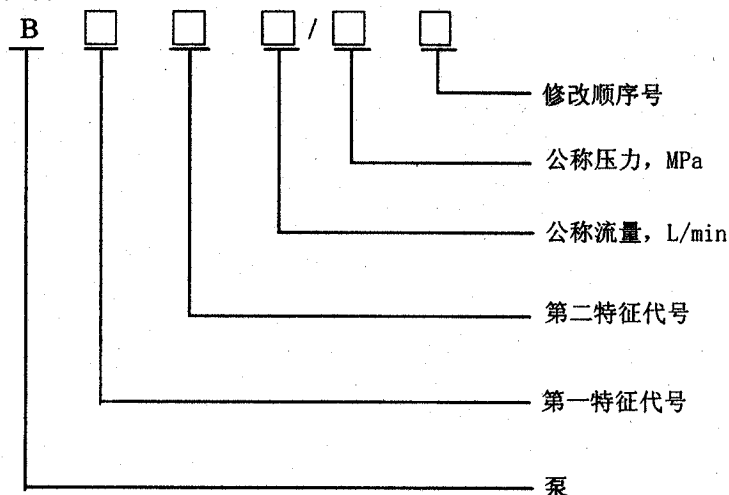 B □ □ □/□ □
修改顺序号
公称压力，MPa
公称流量，L/min
第二特征代号
第一特征代号
泵